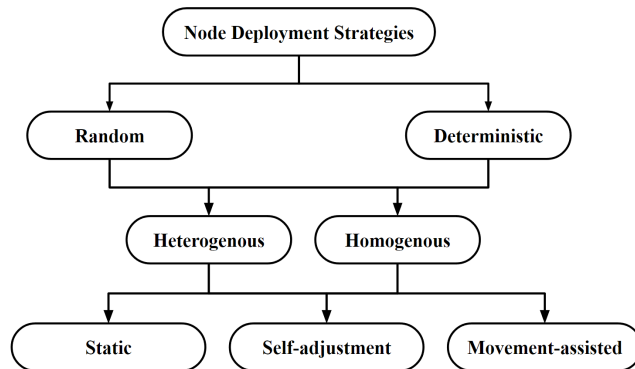 Node Deployment Strategies
Random
Deterministic
Heterogenous
Homogenous
Static
Self-adjustment
Movement-assisted